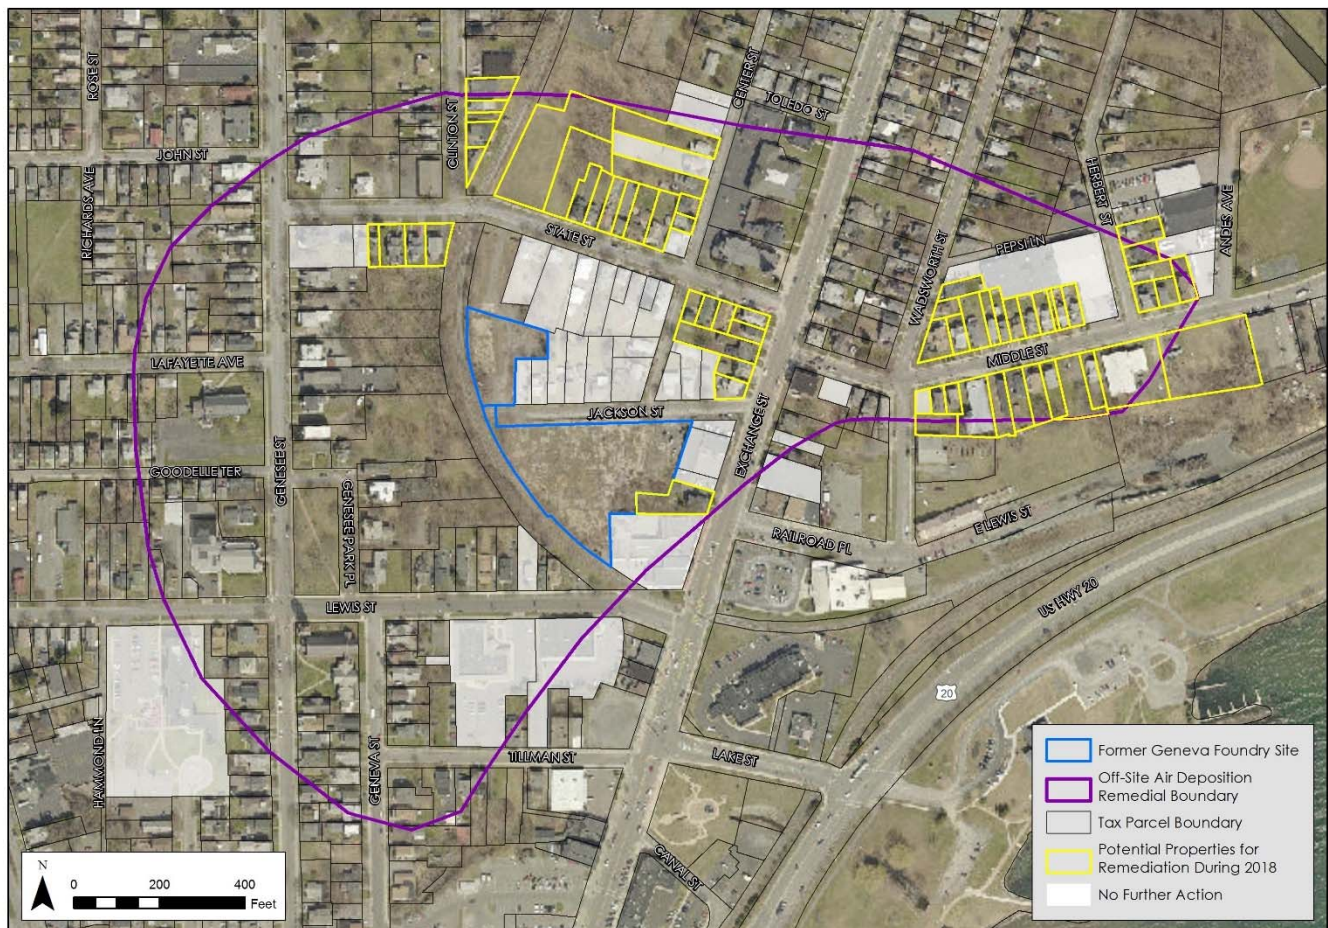 ROSE ST
CENTER ST
TOLEDO ST
CLINTON ST
JOHN ST
RICHARDS AVE
HERBERT ST
ANDES AVE
STATE ST
PEPSI LN
WADSWORTH ST
MIDDLE ST
LAFAYETTE AVE
JACKSON ST
EXCHANGE ST
GENESEE ST
GOODELLE TER
GENESEE PARK PL
RAILROAD PL
E LEWIS ST
US HWY 20
LEWIS ST
20
HAMMOND LN
GENEVA ST
TILLMAN ST
LAKE ST
CANAL ST
Former Geneva Foundry Site
Off-Site Air Deposition
Remedial Boundary
Tax Parcel Boundary
Potential Properties for
Remediation During 2018
No Further Action
N
0 200 400
Feet